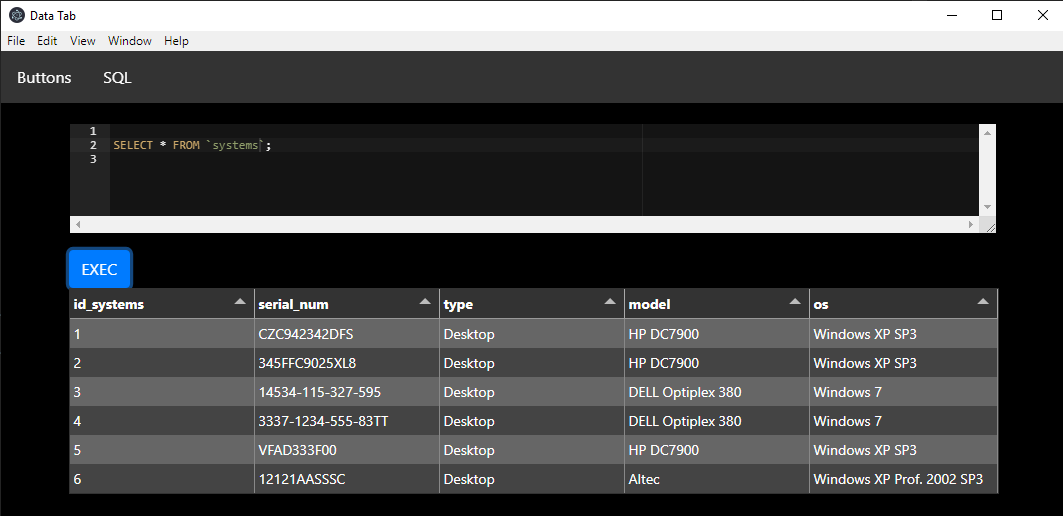 Data Tab
File Edit View Window Help
Buttons SQL
1
2 SELECT * FROM `systems`;
3
EXEC
id_systems serial_num type model os
1 CZC942342DFS Desktop HP DC7900 Windows XP SP3
2 345FFC9025XL8 Desktop HP DC7900 Windows XP SP3
3 14534-115-327-595 Desktop DELL Optiplex 380 Windows 7
4 3337-1234-555-83TT Desktop DELL Optiplex 380 Windows 7
5 VFAD333F00 Desktop HP DC7900 Windows XP SP3
6 12121AASSSC Desktop Altec Windows XP Prof. 2002 SP3